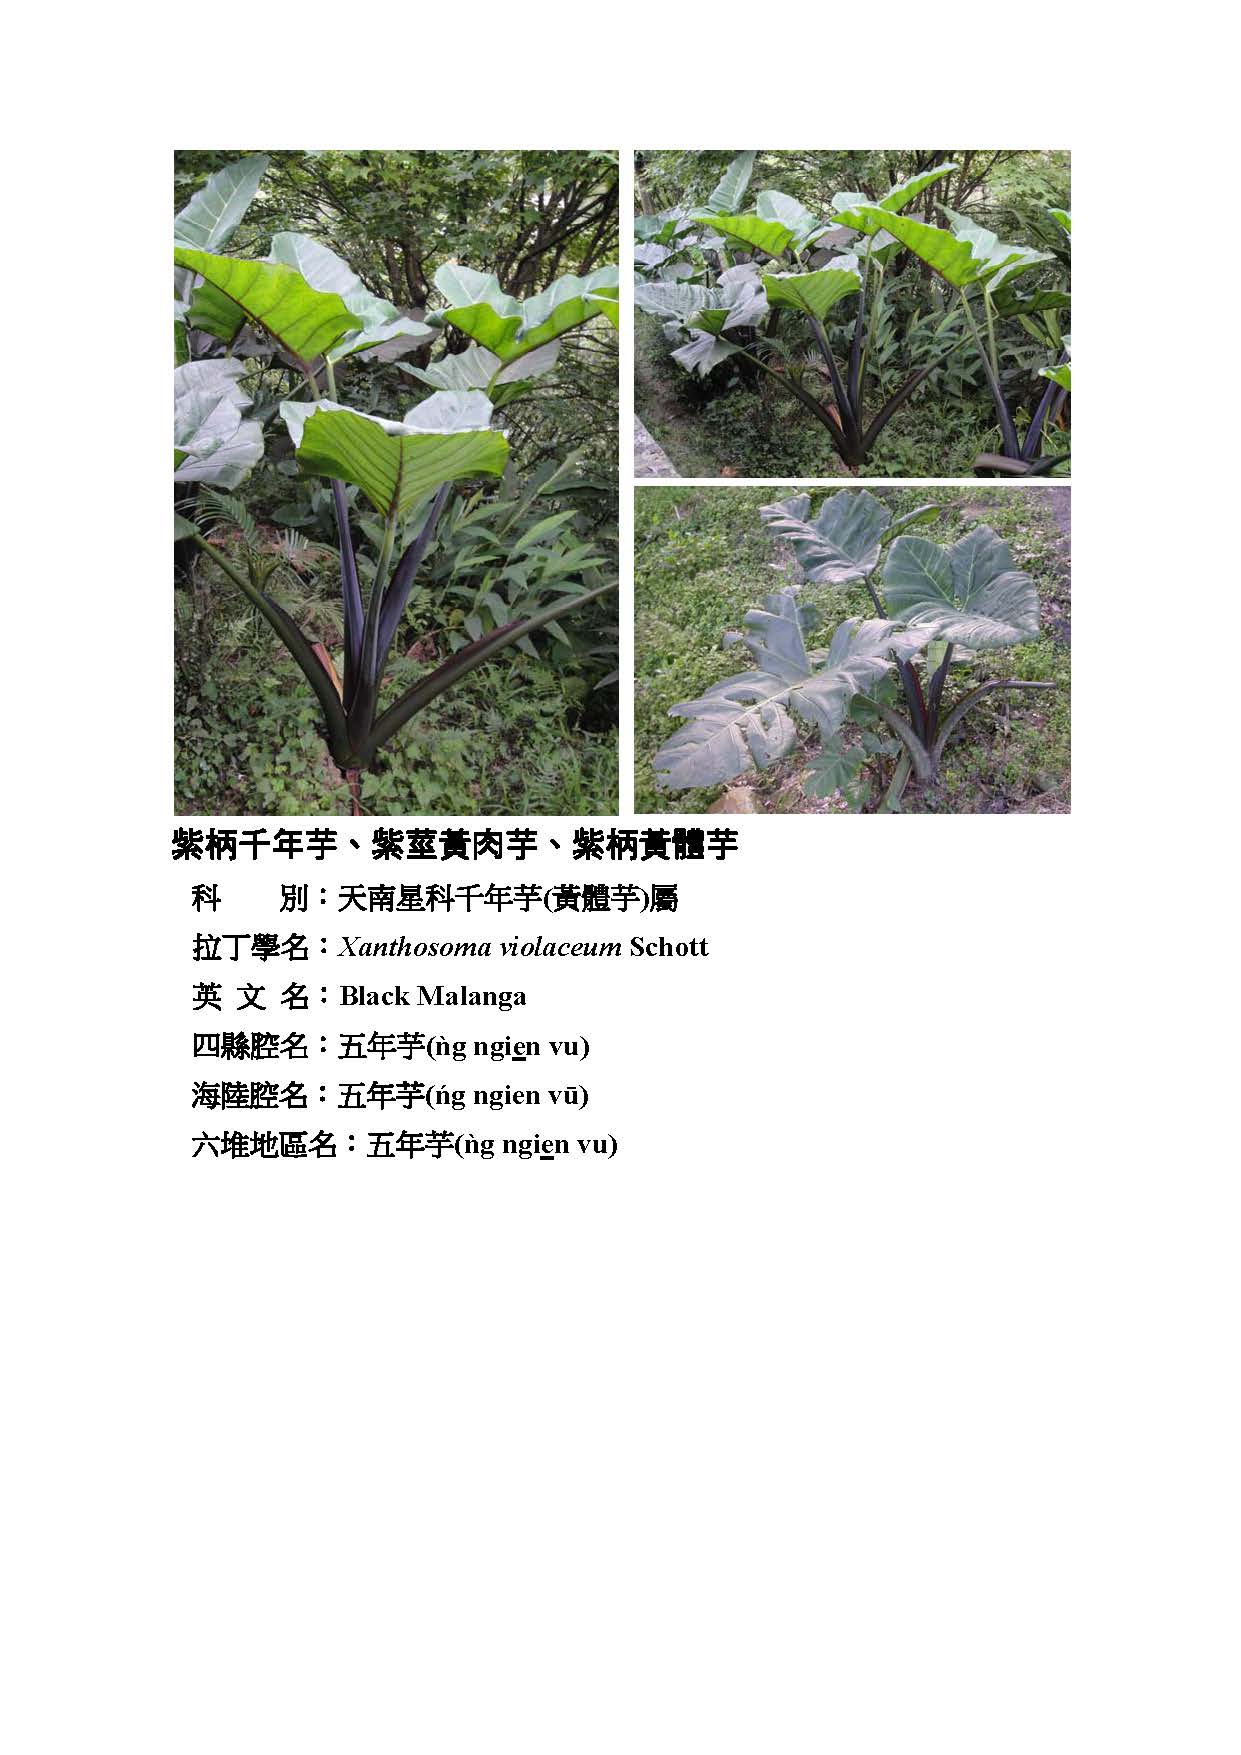 紫柄千年芋、紫莖黃肉芋、紫柄黃體芋
科　　別：天南星科千年芋(黃體芋)屬
拉丁學名：Xanthosoma violaceum Schott
英 文 名：Black Malanga
四縣腔名：五年芋(ǹg ngien vu)
海陸腔名：五年芋(ńg ngien vū)
六堆地區名：五年芋(ǹg ngien vu)